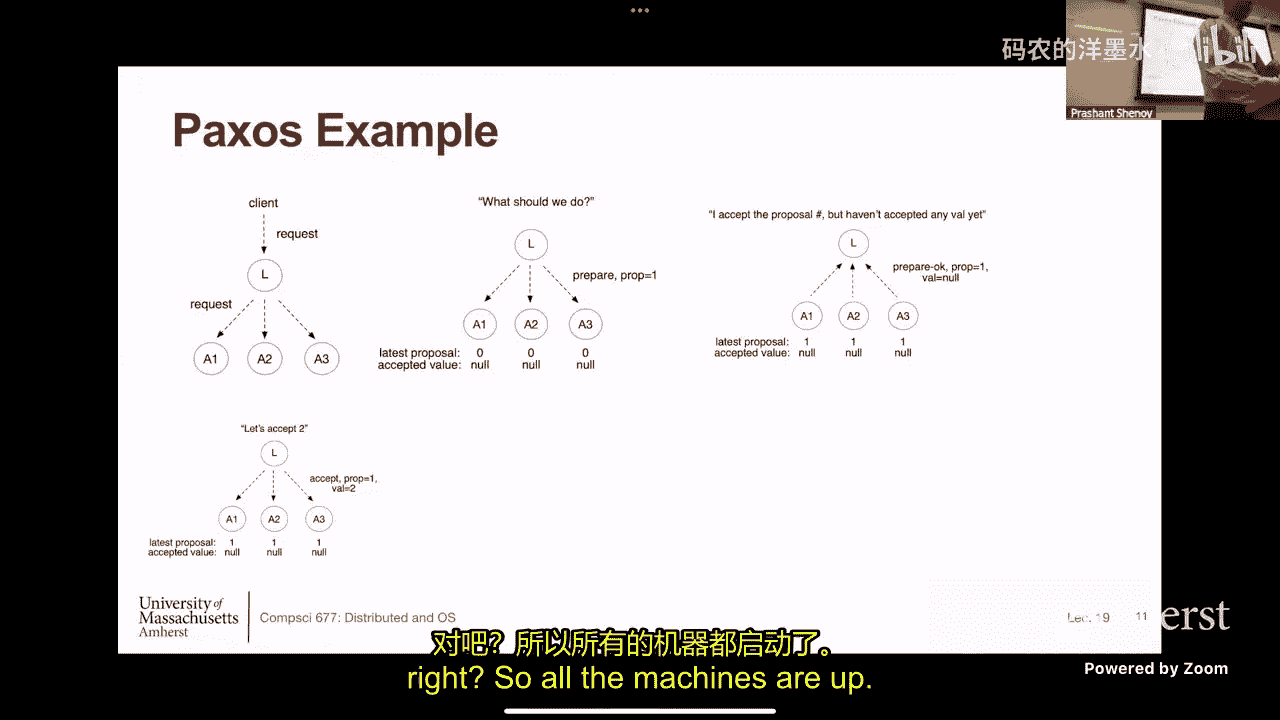 码农的洋墨水
bilibili
Prashant Shenoy
Paxos Example
client
request
L
request
A1 A2 A3
"What should we do?"
L
prepare, prop=1
A1 A2 A3
latest proposal: 0 0 0
accepted value: null null null
"I accept the proposal #, but haven't accepted any val yet"
L
prepare-ok, prop=1,
val=null
A1 A2 A3
latest proposal: 1 1 1
accepted value: null null null
"Let's accept 2"
L
accept, prop=1,
val=2
A1 A2 A3
latest proposal: 1 1 1
accepted value: null null null
University of
Massachusetts
Amherst
Compsci 677: Distributed and OS
Lec. 19 11
erst
对吧？所以所有的机器都启动了。
right? So all the machines are up.
Powered by Zoom